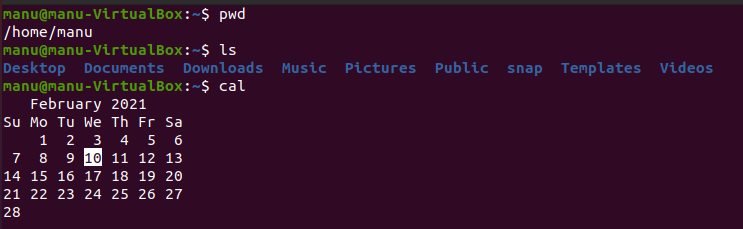 manu@manu-VirtualBox:~$ pwd
/home/manu
manu@manu-VirtualBox:~$ ls
Desktop  Documents  Downloads  Music  Pictures  Public  snap  Templates  Videos
manu@manu-VirtualBox:~$ cal
   February 2021
Su Mo Tu We Th Fr Sa
    1  2  3  4  5  6
 7  8  9 10 11 12 13
14 15 16 17 18 19 20
21 22 23 24 25 26 27
28